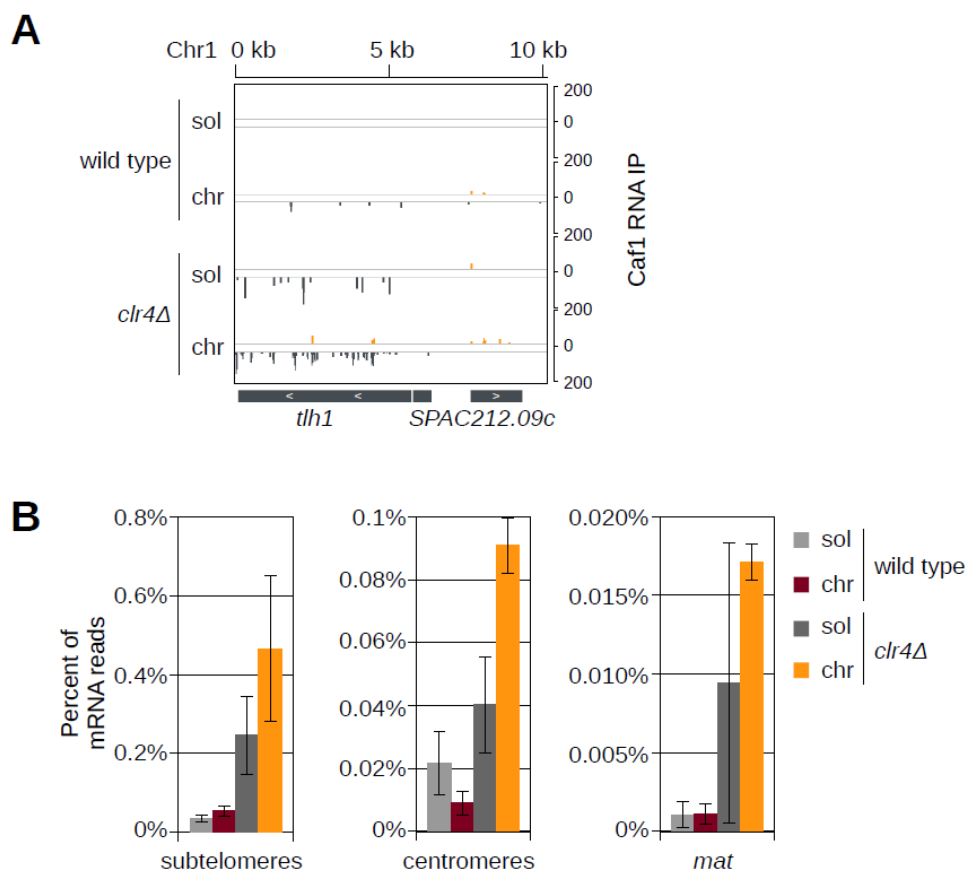 A
Chr1 0 kb 5 kb 10 kb
200
sol 0
wild type
200
chr 0
Caf1 RNA IP
200
sol 0
clr4Δ
200
chr 0
200
< < >
tlh1 SPAC212.09c
B
Percent of
mRNA reads
0.8%
0.6%
0.4%
0.2%
0%
subtelomeres
0.1%
0.08%
0.06%
0.04%
0.02%
0%
centromeres
0.020%
0.015%
0.010%
0.005%
0%
mat
sol
chr
wild type
sol
chr
clr4Δ